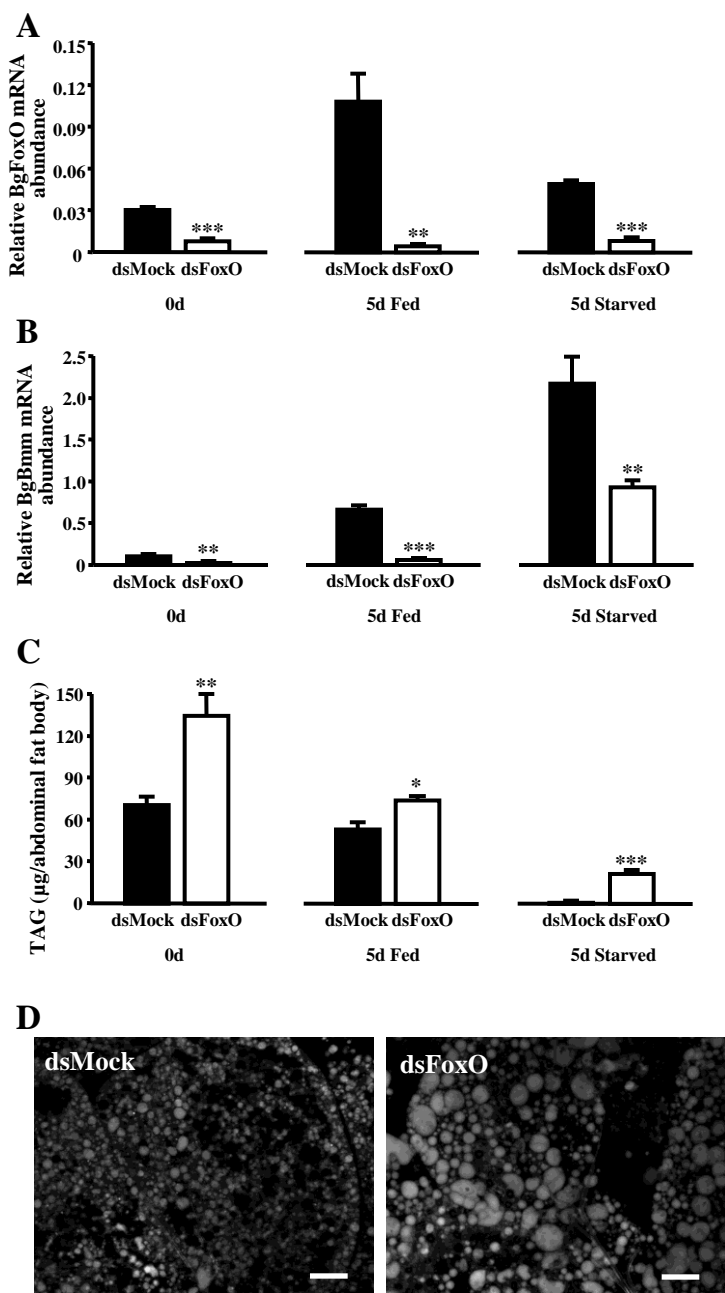 A
Relative BgFoxO mRNA
abundance
0.15
0.12
0.09
0.06
0.03
0
***
**
***
dsMock dsFoxO
dsMock dsFoxO
dsMock dsFoxO
0d
5d Fed
5d Starved
B
Relative BgBmm mRNA
abundance
2.5
2.0
1.5
1.0
0.5
0
**
***
**
dsMock dsFoxO
dsMock dsFoxO
dsMock dsFoxO
0d
5d Fed
5d Starved
C
TAG (µg/abdominal fat body)
150
120
90
60
30
0
**
*
***
dsMock dsFoxO
dsMock dsFoxO
dsMock dsFoxO
0d
5d Fed
5d Starved
D
dsMock
dsFoxO